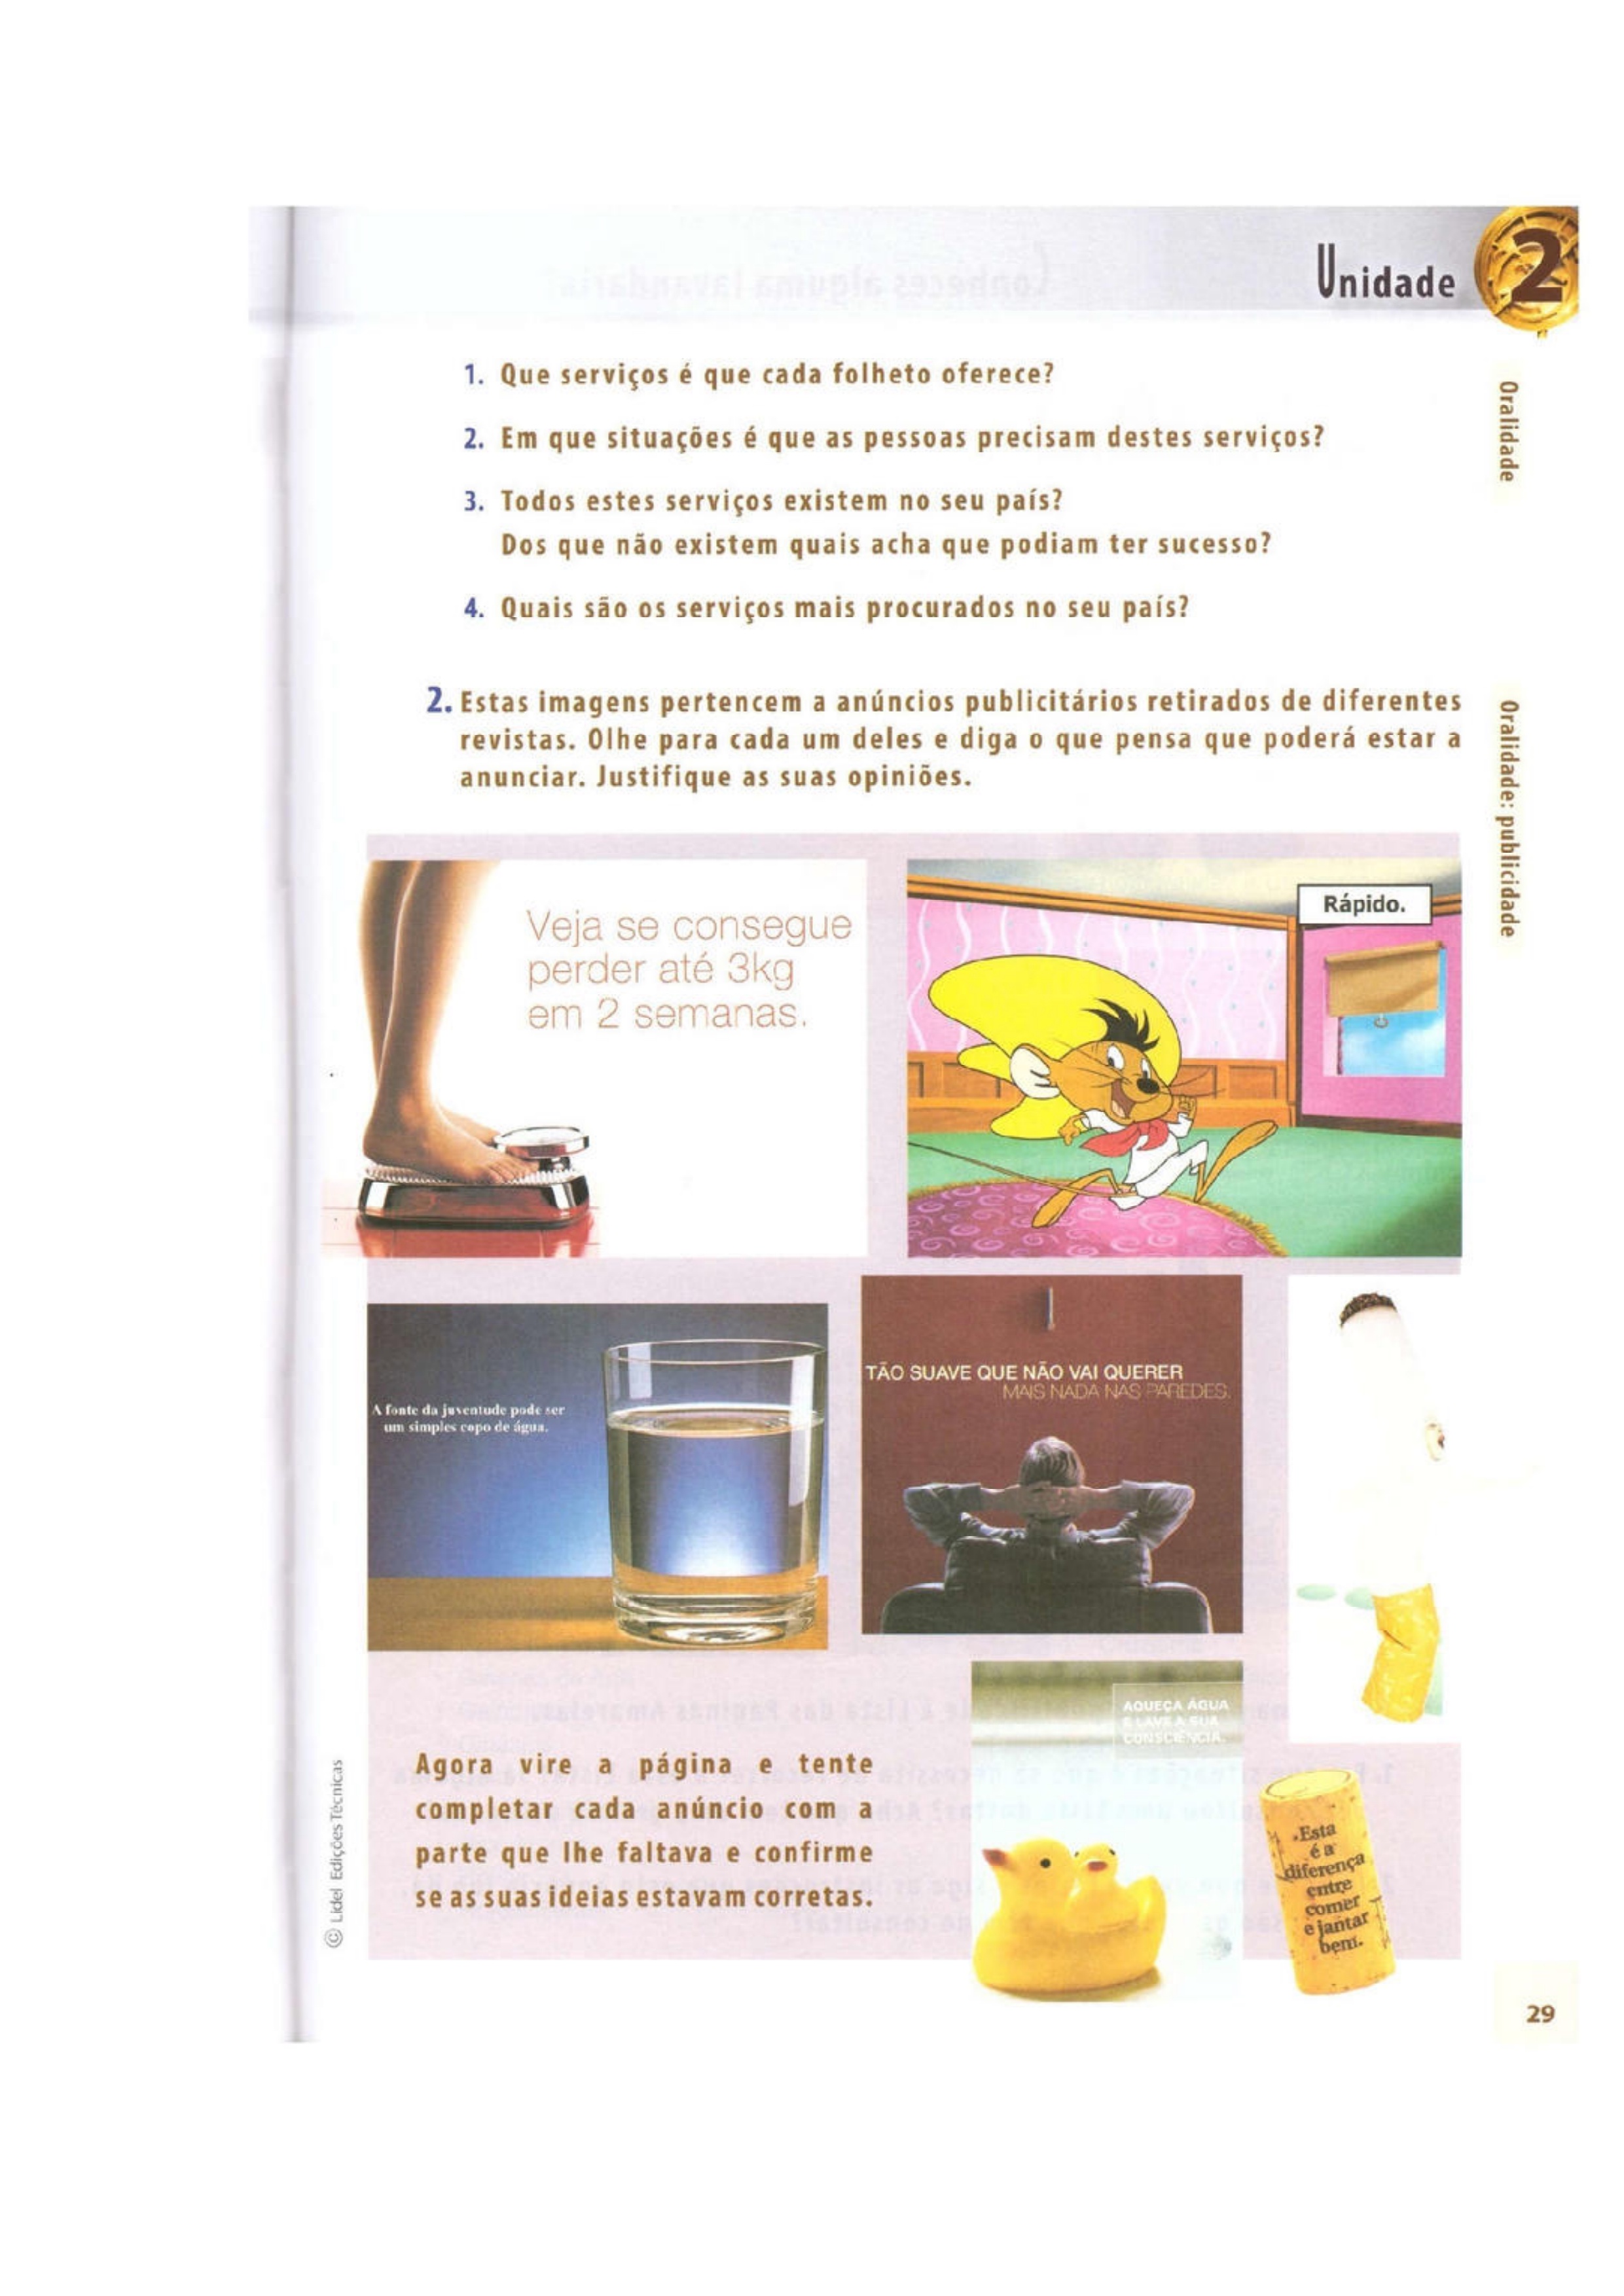 Unidade 2
1. Que serviços é que cada folheto oferece?
2. Em que situações é que as pessoas precisam destes serviços?
3. Todos estes serviços existem no seu país?
Dos que não existem quais acha que podiam ter sucesso?
4. Quais são os serviços mais procurados no seu país?
Oralidade
2. Estas imagens pertencem a anúncios publicitários retirados de diferentes
revistas. Olhe para cada um deles e diga o que pensa que poderá estar a
anunciar. Justifique as suas opiniões.
Oralidade: publicidade
Veja se consegue
perder até 3kg
em 2 semanas.
Rápido.
A fonte da juventude pode ser
um simples copo de água.
TÃO SUAVE QUE NÃO VAI QUERER
MAIS NADA NAS PAREDES.
AQUEÇA ÁGUA
E LAVE A SUA
CONSCIÊNCIA.
Agora vire a página e tente
completar cada anúncio com a
parte que lhe faltava e confirme
se as suas ideias estavam corretas.
Esta
é a
diferença
entre
comer
e jantar
bem.
© Lidel Edições Técnicas
29